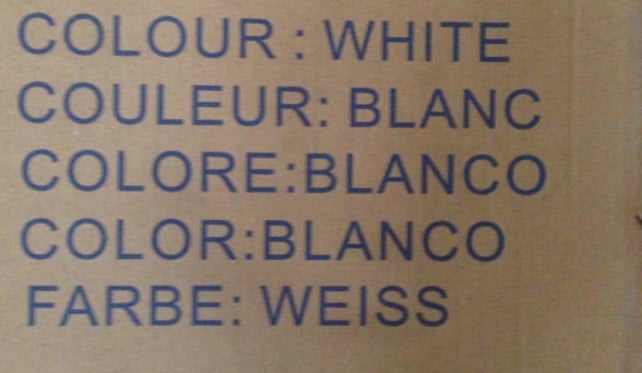 COLOUR : WHITE
COULEUR: BLANC
COLORE:BLANCO
COLOR:BLANCO
FARBE: WEISS